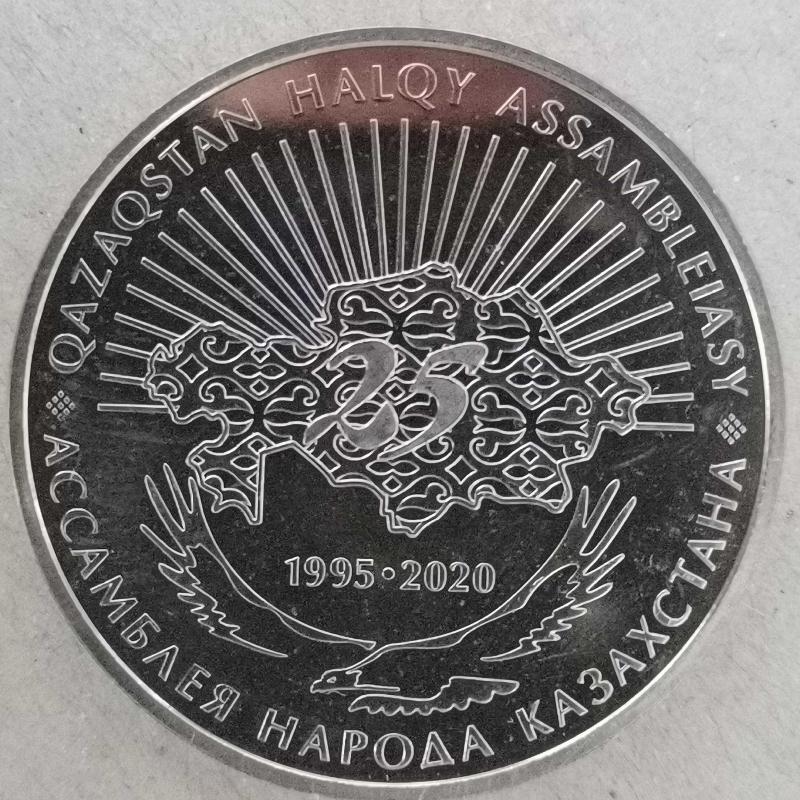 QAZAQSTAN HALQY ASSAMBLEIASY
25
1995·2020
АССАМБЛЕЯ НАРОДА КАЗАХСТАНА